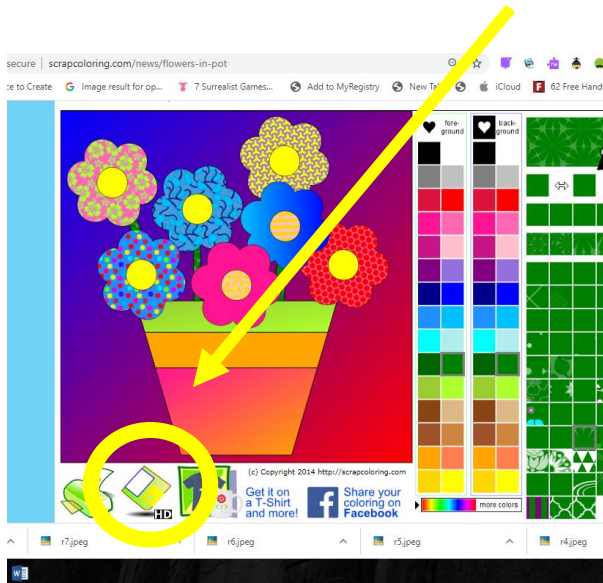 secure | scrapcoloring.com/news/flowers-in-pot
ce to Create Image result for op... 7 Surrealist Games... Add to MyRegistry New Ta iCloud 62 Free Hand
fore-
ground
back-
ground
(c) Copyright 2014 http://scrapcoloring.com
HD
Get it on
a T-Shirt
and more!
Share your
coloring on
Facebook
more colors
r7.jpeg r6.jpeg r5.jpeg r4.jpeg